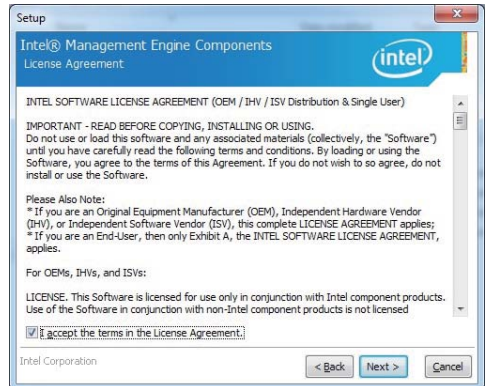 Setup
Intel® Management Engine Components
License Agreement
intel
INTEL SOFTWARE LICENSE AGREEMENT (OEM / IHV / ISV Distribution & Single User)
IMPORTANT - READ BEFORE COPYING, INSTALLING OR USING.
Do not use or load this software and any associated materials (collectively, the "Software")
until you have carefully read the following terms and conditions. By loading or using the
Software, you agree to the terms of this Agreement. If you do not wish to so agree, do not
install or use the Software.
Please Also Note:
* If you are an Original Equipment Manufacturer (OEM), Independent Hardware Vendor
(IHV), or Independent Software Vendor (ISV), this complete LICENSE AGREEMENT applies;
* If you are an End-User, then only Exhibit A, the INTEL SOFTWARE LICENSE AGREEMENT,
applies.
For OEMs, IHVs, and ISVs:
LICENSE. This Software is licensed for use only in conjunction with Intel component products.
Use of the Software in conjunction with non-Intel component products is not licensed
I accept the terms in the License Agreement.
Intel Corporation
< Back
Next >
Cancel